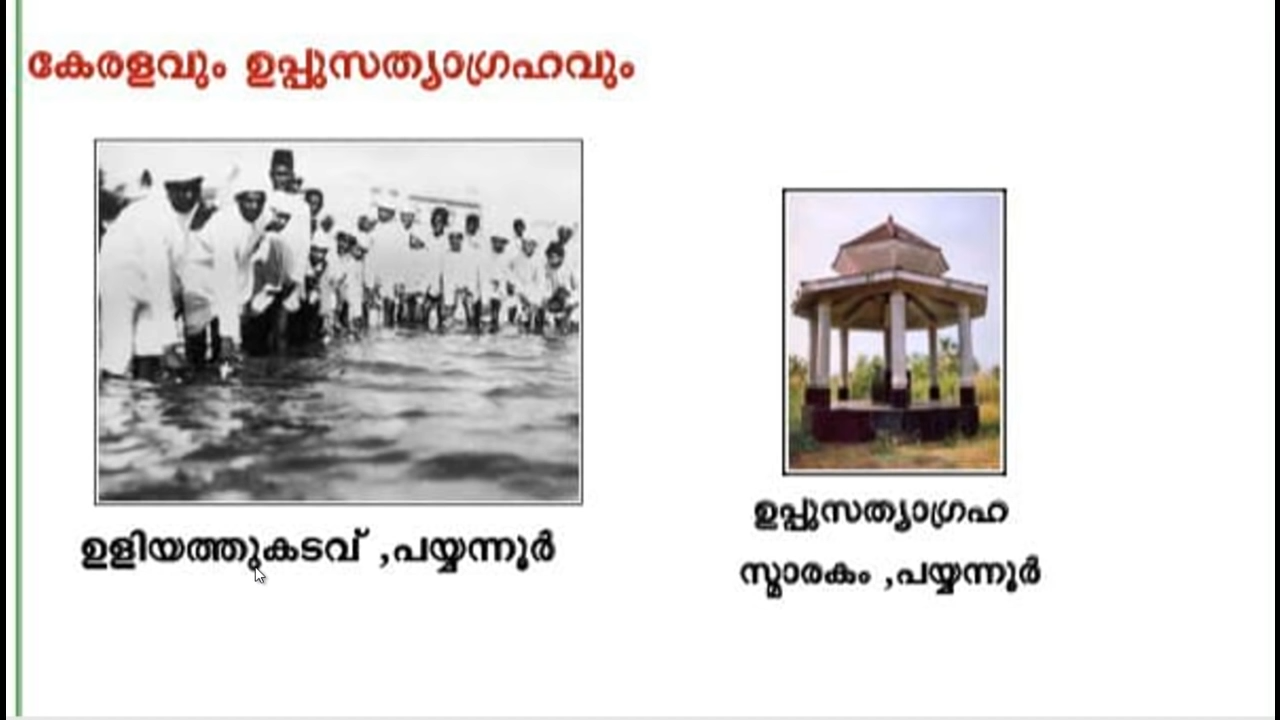 കേരളവും ഉപ്പുസത്യാഗ്രഹവും
ഉളിയത്തുകടവ് ,പയ്യന്നൂർ
ഉപ്പുസത്യാഗ്രഹ
സ്മാരകം ,പയ്യന്നൂർ